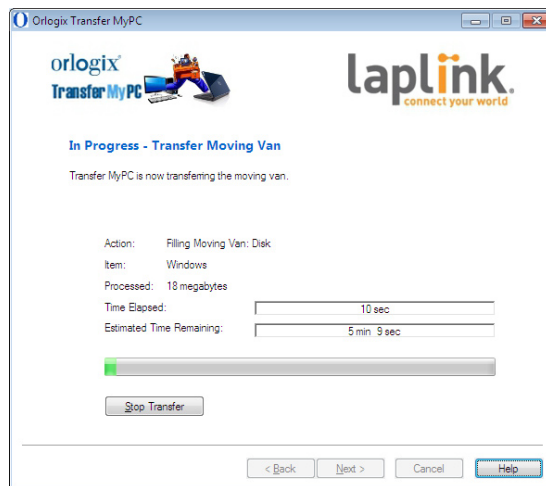 Orlogix Transfer MyPC
orlogix®
Transfer MyPC
laplink.
connect your world
In Progress - Transfer Moving Van
Transfer MyPC is now transferring the moving van.
Action: Filling Moving Van: Disk
Item: Windows
Processed: 18 megabytes
Time Elapsed: 10 sec
Estimated Time Remaining: 5 min 9 sec
Stop Transfer
< Back Next > Cancel Help